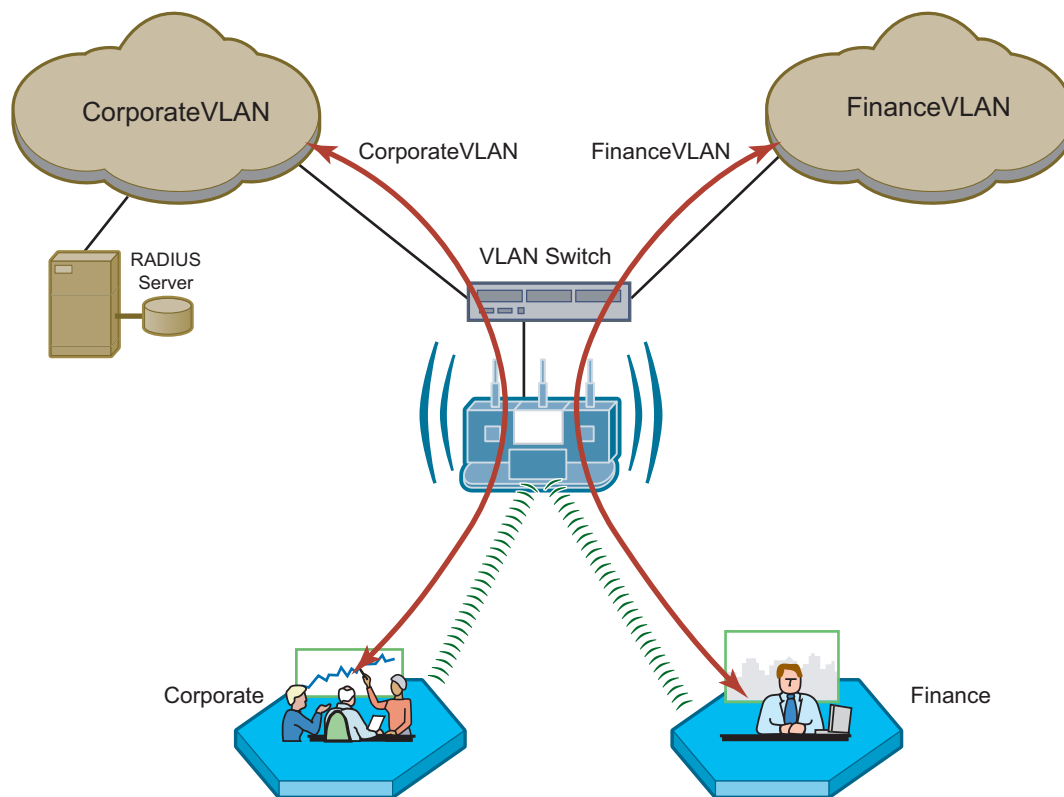 CorporateVLAN
FinanceVLAN
CorporateVLAN
FinanceVLAN
RADIUS
Server
VLAN Switch
Corporate
Finance